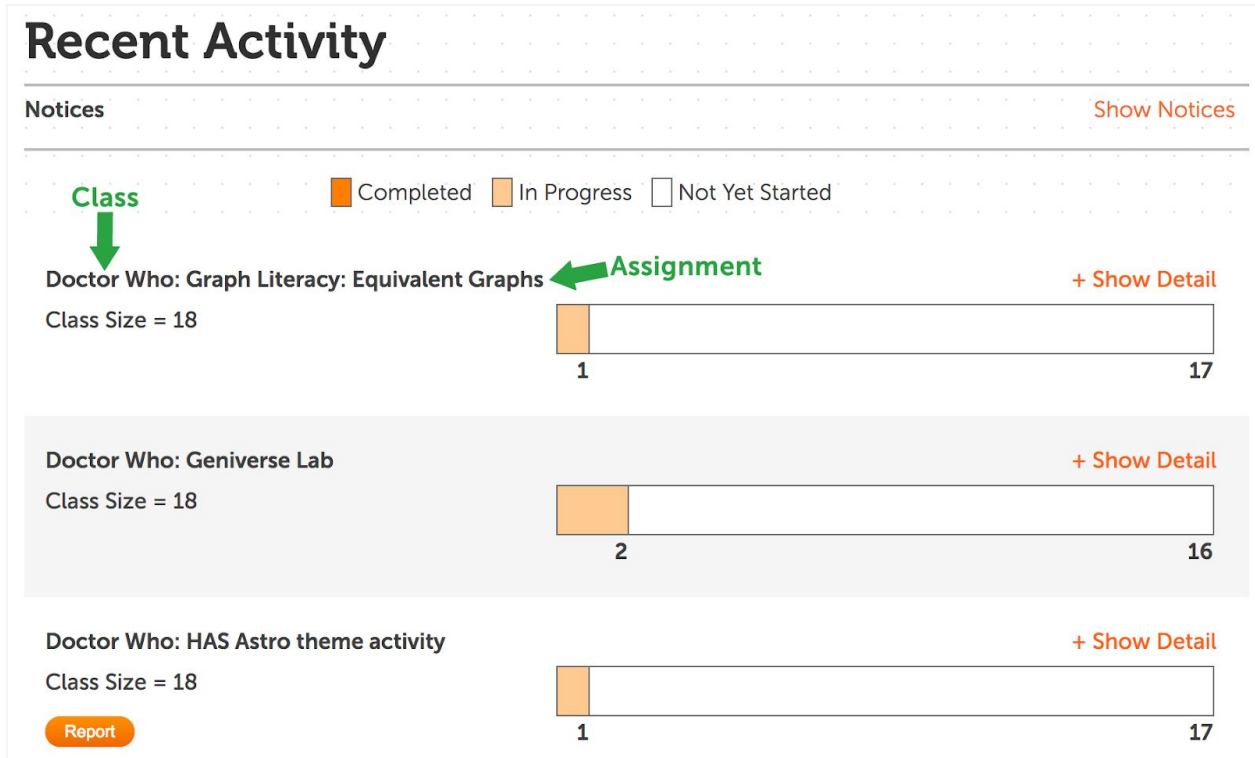 Recent Activity
Notices
Show Notices
Class
Completed
In Progress
Not Yet Started
Assignment
Doctor Who: Graph Literacy: Equivalent Graphs
+ Show Detail
Class Size = 18
1
17
Doctor Who: Geniverse Lab
+ Show Detail
Class Size = 18
2
16
Doctor Who: HAS Astro theme activity
+ Show Detail
Class Size = 18
Report
1
17